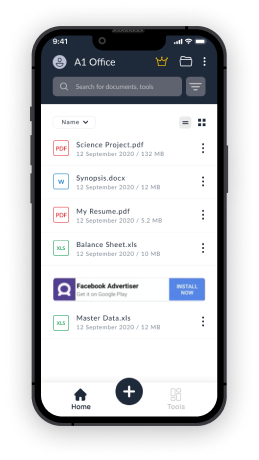 9:41
A1 Office
Search for documents, tools
Name
PDF
Science Project.pdf
12 September 2020 / 132 MB
W
Synopsis.docx
12 September 2020 / 12 MB
PDF
My Resume.pdf
12 September 2020 / 5.2 MB
XLS
Balance Sheet.xls
12 September 2020 / 10 MB
Facebook Advertiser
Get it on Google Play
INSTALL
NOW
XLS
Master Data.xls
12 September 2020 / 12 MB
Home
Tools